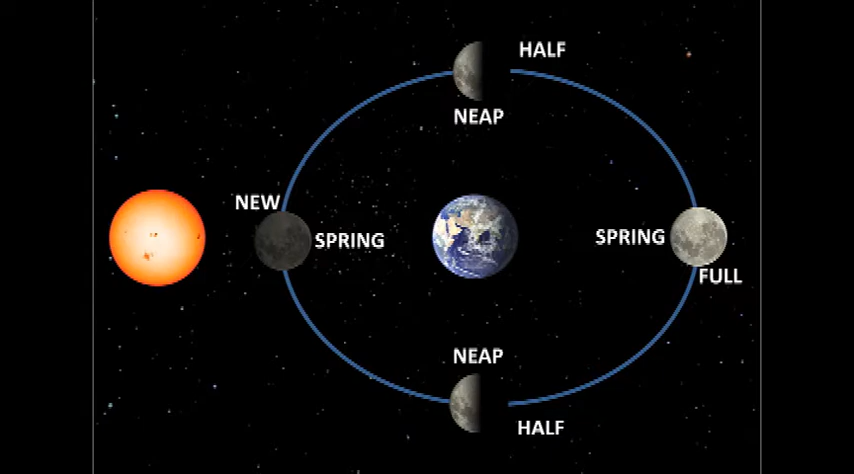 HALF
NEAP
NEW
SPRING
SPRING
FULL
NEAP
HALF